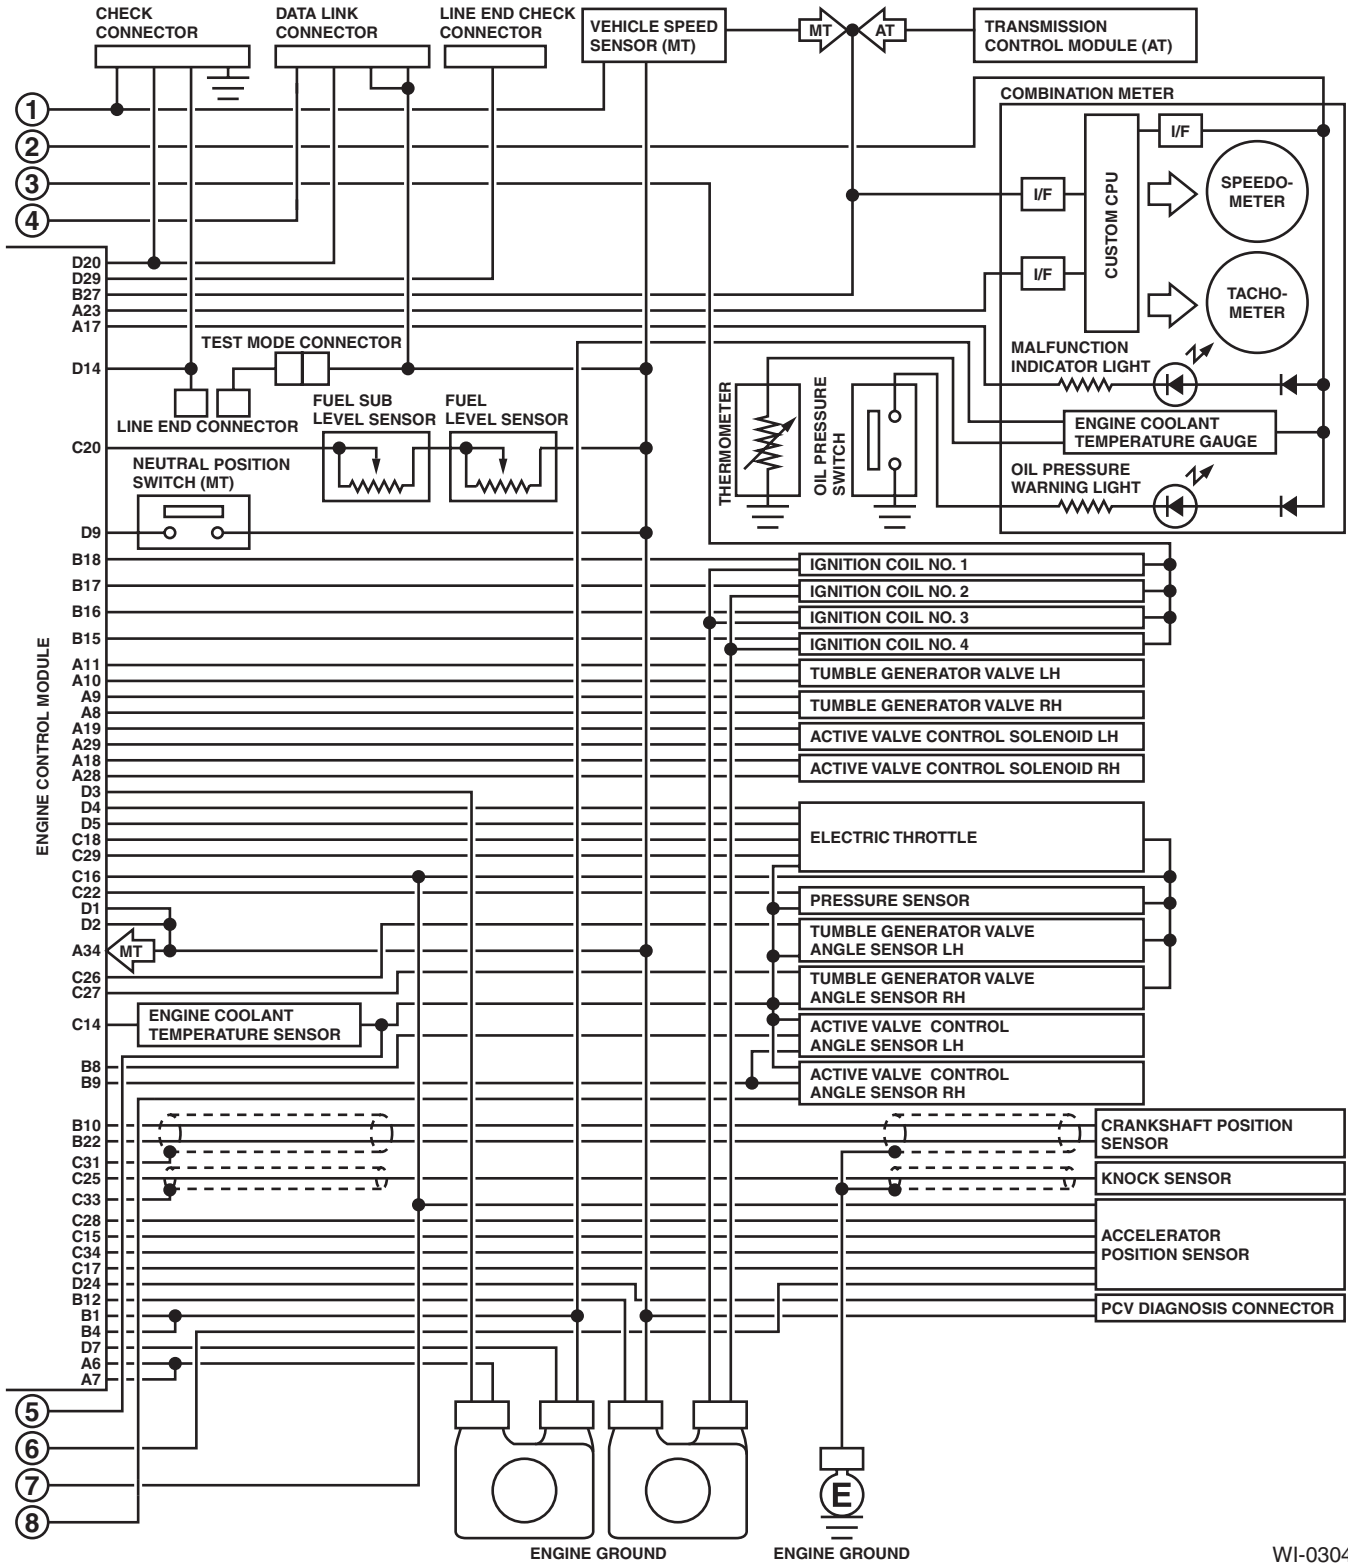 CHECK
CONNECTOR
DATA LINK
CONNECTOR
LINE END CHECK
CONNECTOR
VEHICLE SPEED
SENSOR (MT)
MT
AT
TRANSMISSION
CONTROL MODULE (AT)
1
2
3
4
COMBINATION METER
I/F
I/F
I/F
CUSTOM CPU
SPEEDO-
METER
TACHO-
METER
MALFUNCTION
INDICATOR LIGHT
ENGINE COOLANT
TEMPERATURE GAUGE
OIL PRESSURE
WARNING LIGHT
THERMOMETER
OIL PRESSURE
SWITCH
ENGINE CONTROL MODULE
D20
D29
B27
A23
A17
TEST MODE CONNECTOR
D14
LINE END CONNECTOR
FUEL SUB
LEVEL SENSOR
FUEL
LEVEL SENSOR
C20
NEUTRAL POSITION
SWITCH (MT)
D9
B18
IGNITION COIL NO. 1
B17
IGNITION COIL NO. 2
B16
IGNITION COIL NO. 3
B15
IGNITION COIL NO. 4
A11
A10
TUMBLE GENERATOR VALVE LH
A9
A8
TUMBLE GENERATOR VALVE RH
A19
A29
ACTIVE VALVE CONTROL SOLENOID LH
A18
A28
ACTIVE VALVE CONTROL SOLENOID RH
D3
D4
D5
C18
C29
ELECTRIC THROTTLE
C16
C22
PRESSURE SENSOR
D1
D2
A34
MT
TUMBLE GENERATOR VALVE
ANGLE SENSOR LH
C26
C27
TUMBLE GENERATOR VALVE
ANGLE SENSOR RH
C14
ENGINE COOLANT
TEMPERATURE SENSOR
ACTIVE VALVE CONTROL
ANGLE SENSOR LH
B8
B9
ACTIVE VALVE CONTROL
ANGLE SENSOR RH
B10
B22
CRANKSHAFT POSITION
SENSOR
C31
C25
KNOCK SENSOR
C33
C28
C15
C34
C17
ACCELERATOR
POSITION SENSOR
D24
B12
B1
PCV DIAGNOSIS CONNECTOR
B4
D7
A6
A7
5
6
7
8
E
ENGINE GROUND
ENGINE GROUND